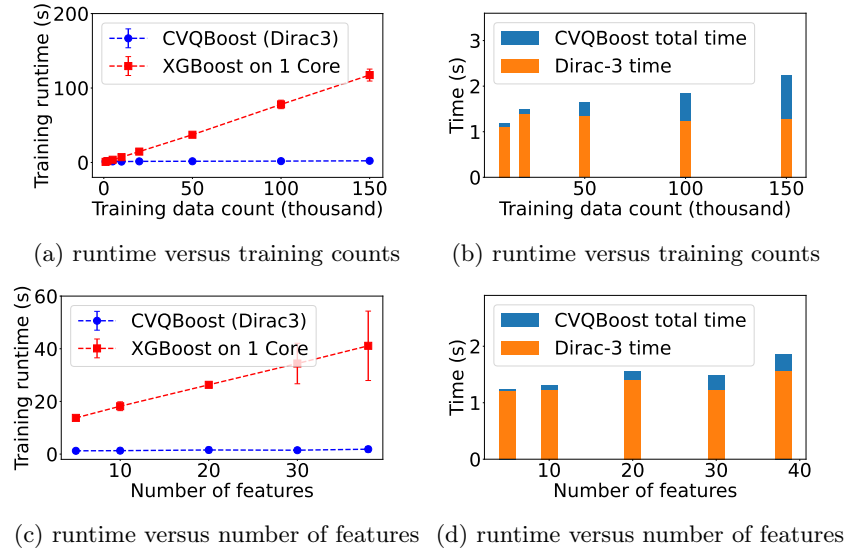 200
100
0
Training runtime (s)
CVQBoost (Dirac3)
XGBoost on 1 Core
0 50 100 150
Training data count (thousand)
(a) runtime versus training counts
3
2
1
0
Time (s)
CVQBoost total time
Dirac-3 time
50 100 150
Training data count (thousand)
(b) runtime versus training counts
60
40
20
0
Training runtime (s)
CVQBoost (Dirac3)
XGBoost on 1 Core
10 20 30
Number of features
(c) runtime versus number of features
2
1
0
Time (s)
CVQBoost total time
Dirac-3 time
10 20 30 40
Number of features
(d) runtime versus number of features